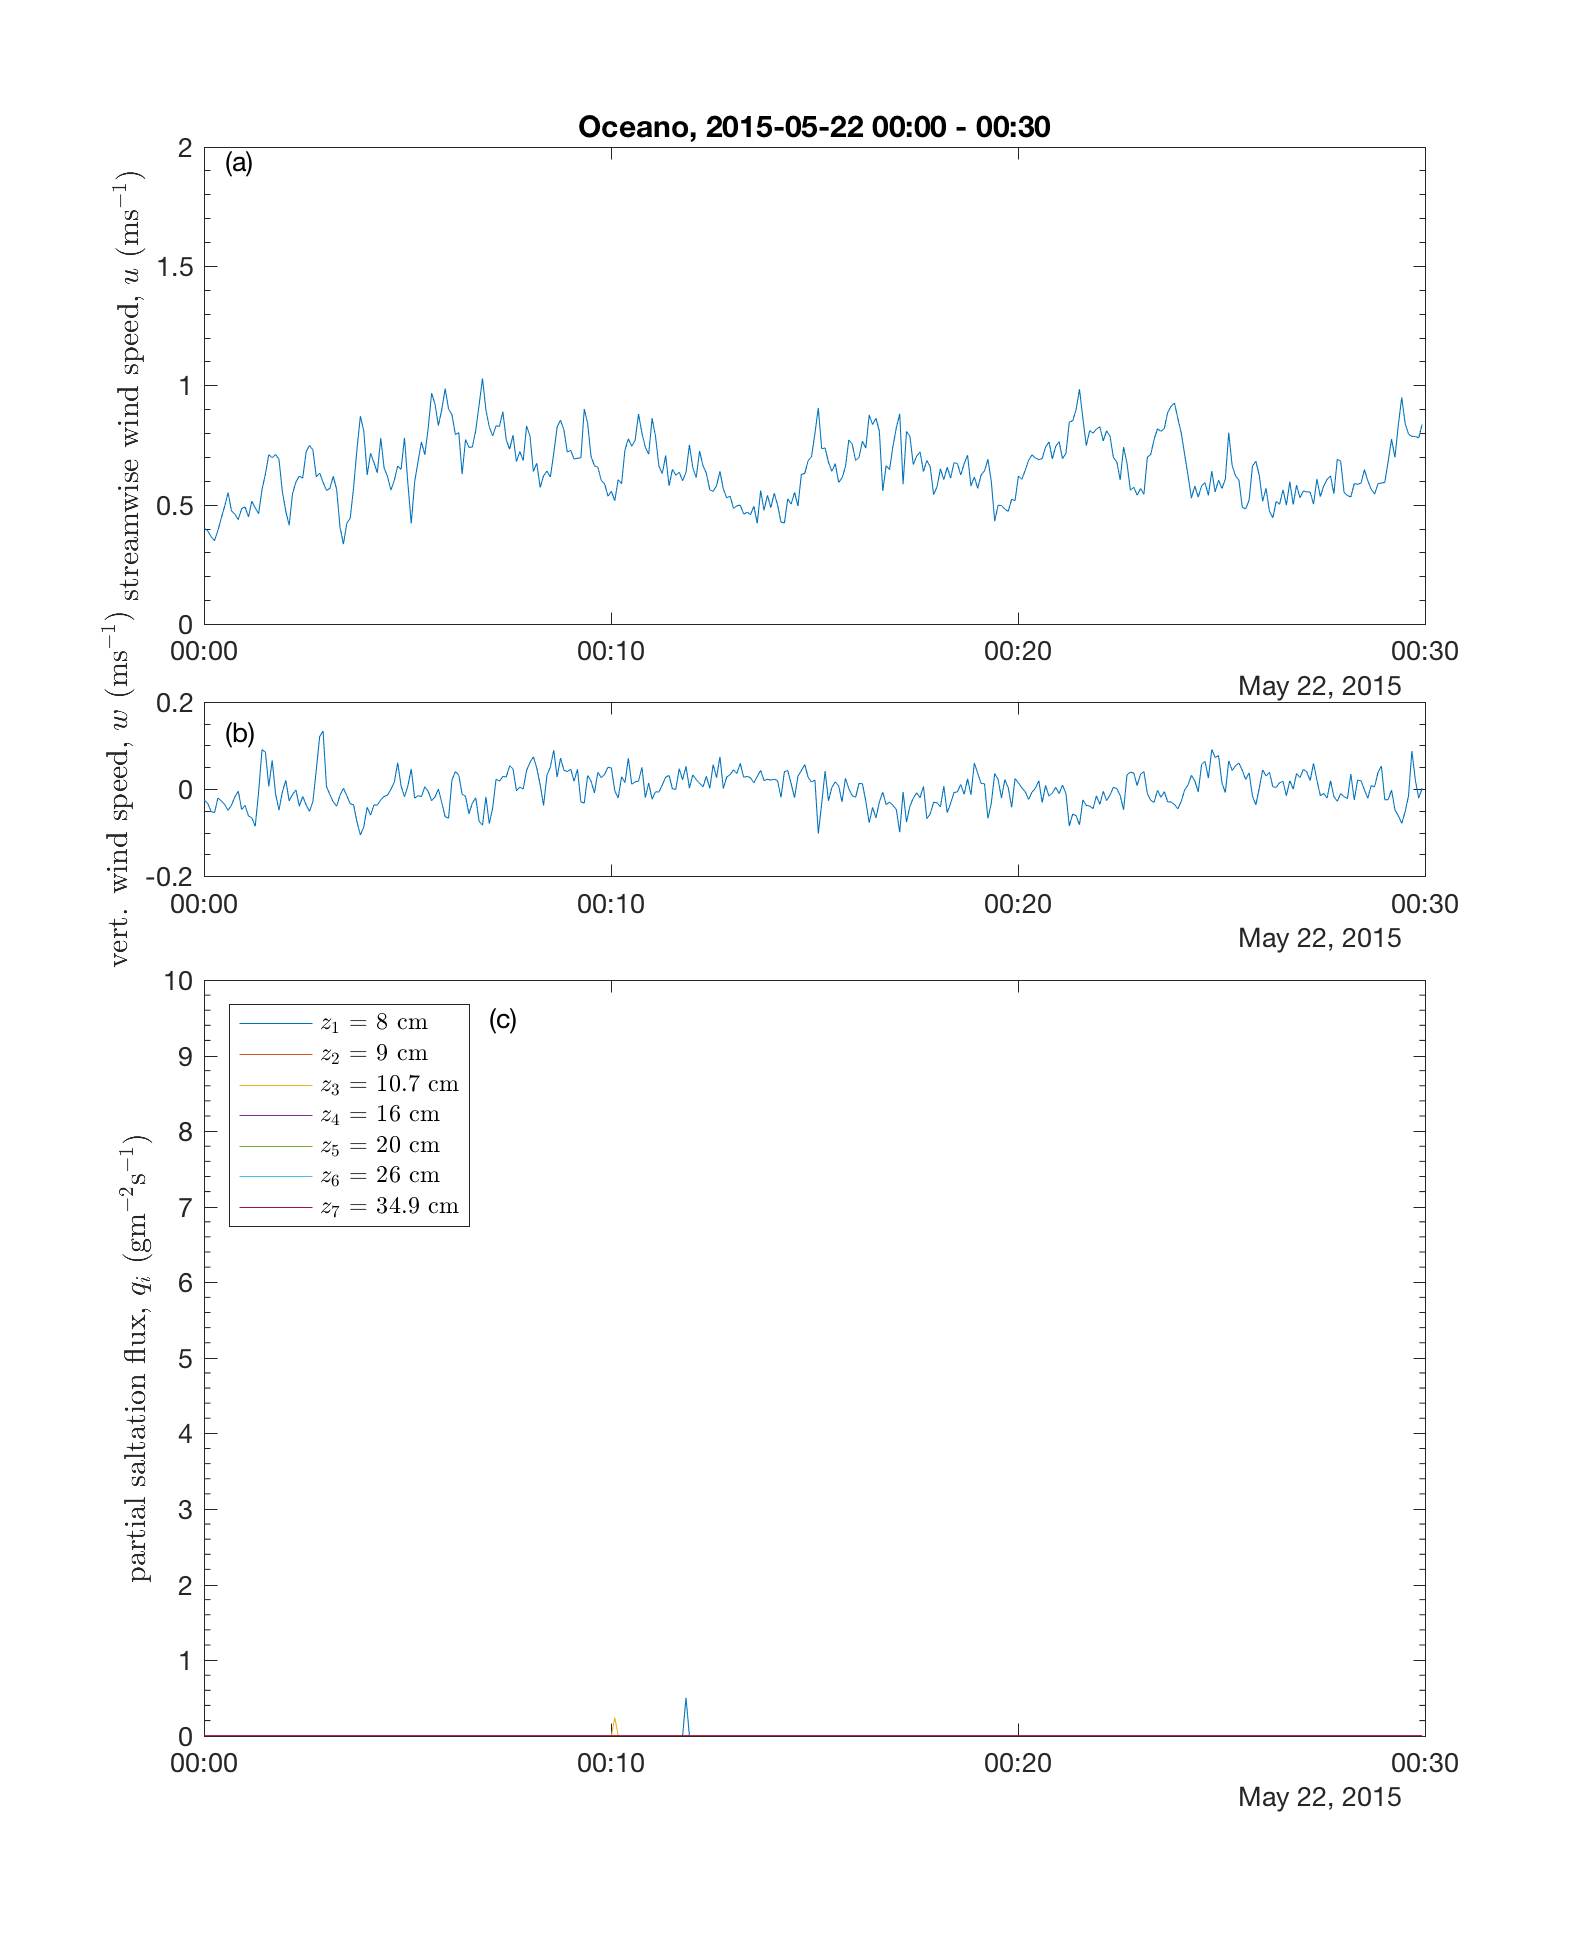 Oceano, 2015-05-22 00:00 - 00:30
(a)
streamwise wind speed, u (ms⁻¹)
2
1.5
1
0.5
0
00:00 00:10 00:20 00:30
May 22, 2015
(b)
vert. wind speed, w (ms⁻¹)
0.2
0
-0.2
00:00 00:10 00:20 00:30
May 22, 2015
(c)
partial saltation flux, qᵢ (gm⁻²s⁻¹)
10
9
8
7
6
5
4
3
2
1
0
z₁ = 8 cm
z₂ = 9 cm
z₃ = 10.7 cm
z₄ = 16 cm
z₅ = 20 cm
z₆ = 26 cm
z₇ = 34.9 cm
00:00 00:10 00:20 00:30
May 22, 2015